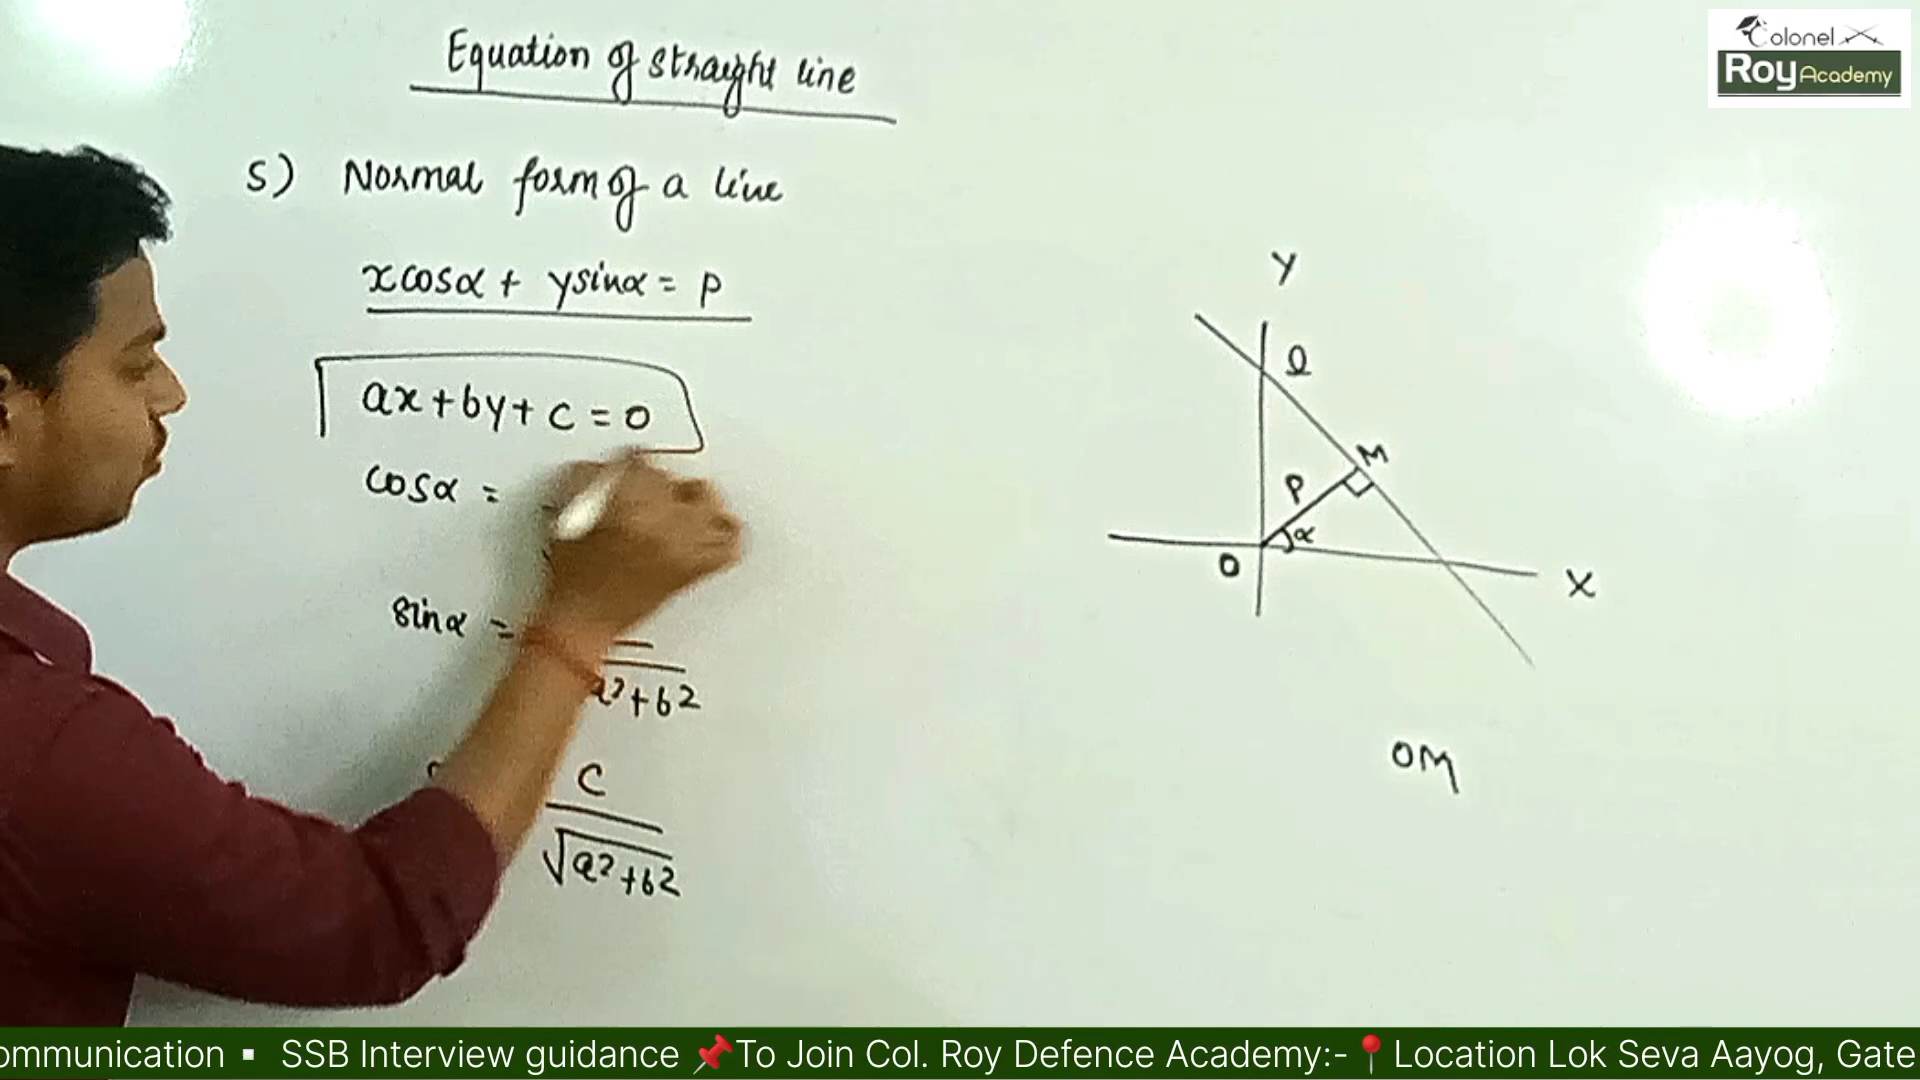 Equation of straight line
5) Normal form of a line
xcosα + ysinα = P
ax+by+c=0
cosα =
sinα =
a²+b²
C
√a²+b²
Y
Q
M
P
α
O
X
OM
Colonel
Roy Academy
ommunication ▪ SSB Interview guidance 📌To Join Col. Roy Defence Academy:-📍Location Lok Seva Aayog, Gate